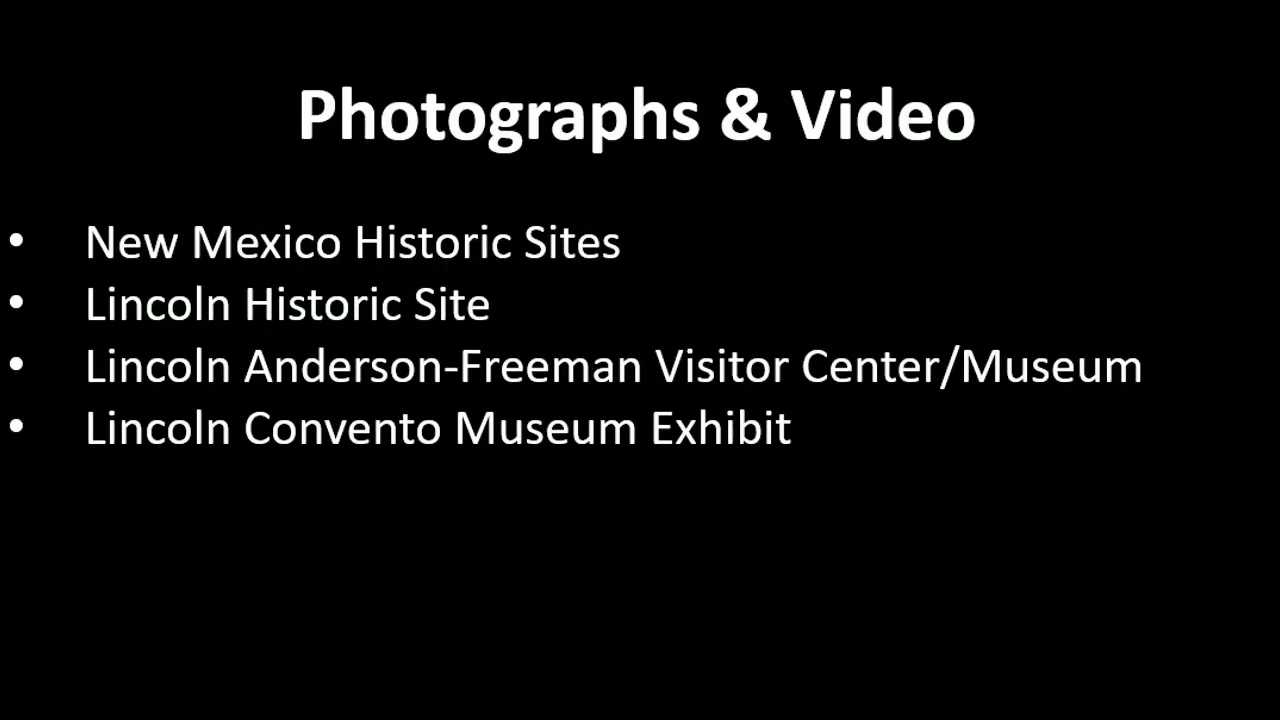 Photographs & Video
• New Mexico Historic Sites
• Lincoln Historic Site
• Lincoln Anderson-Freeman Visitor Center/Museum
• Lincoln Convento Museum Exhibit